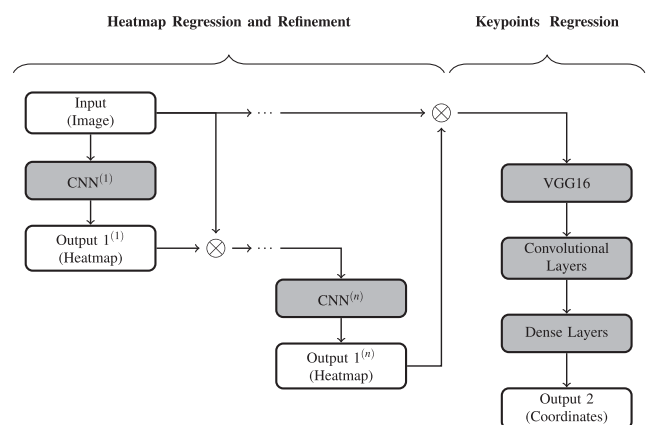 Heatmap Regression and Refinement
Keypoints Regression
Input
(Image)
...
CNN(1)
Output 1(1)
(Heatmap)
...
CNN(n)
Output 1(n)
(Heatmap)
VGG16
Convolutional
Layers
Dense Layers
Output 2
(Coordinates)